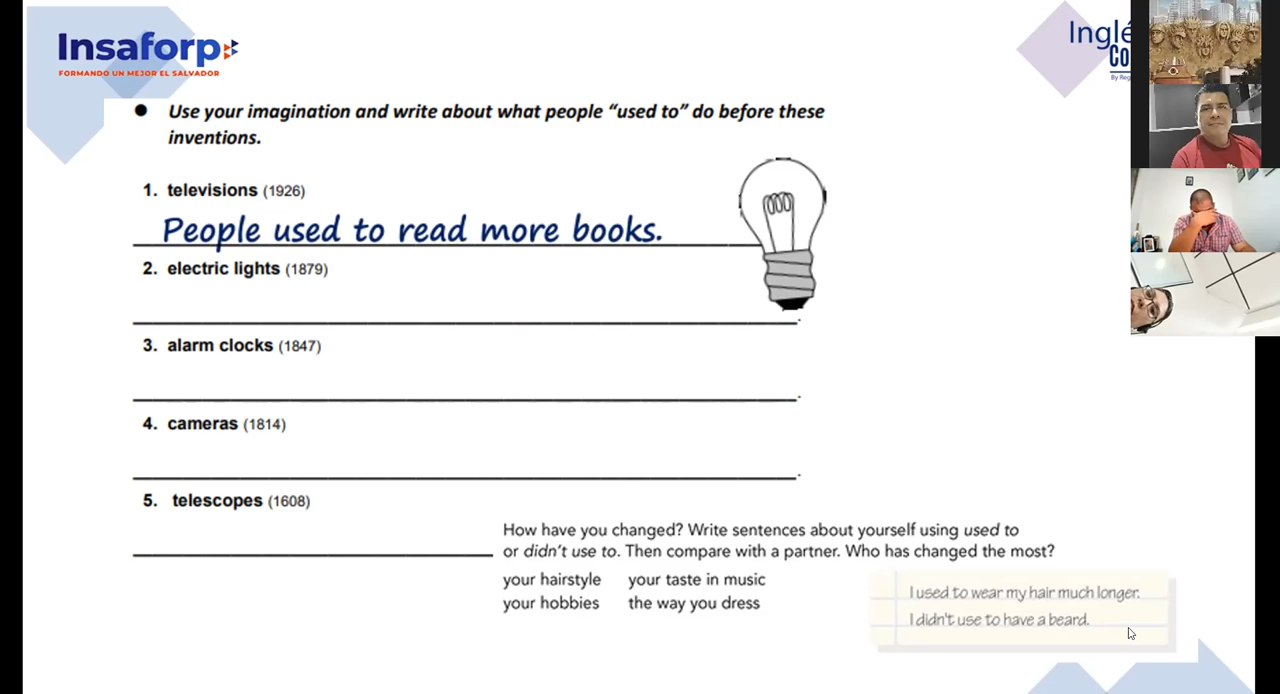 Insaforp
FORMANDO UN MEJOR EL SALVADOR
● Use your imagination and write about what people “used to” do before these
inventions.
1. televisions (1926)
People used to read more books.
2. electric lights (1879)
3. alarm clocks (1847)
4. cameras (1814)
5. telescopes (1608)
How have you changed? Write sentences about yourself using used to
or didn't use to. Then compare with a partner. Who has changed the most?
your hairstyle your taste in music
your hobbies the way you dress
I used to wear my hair much longer.
I didn't use to have a beard.